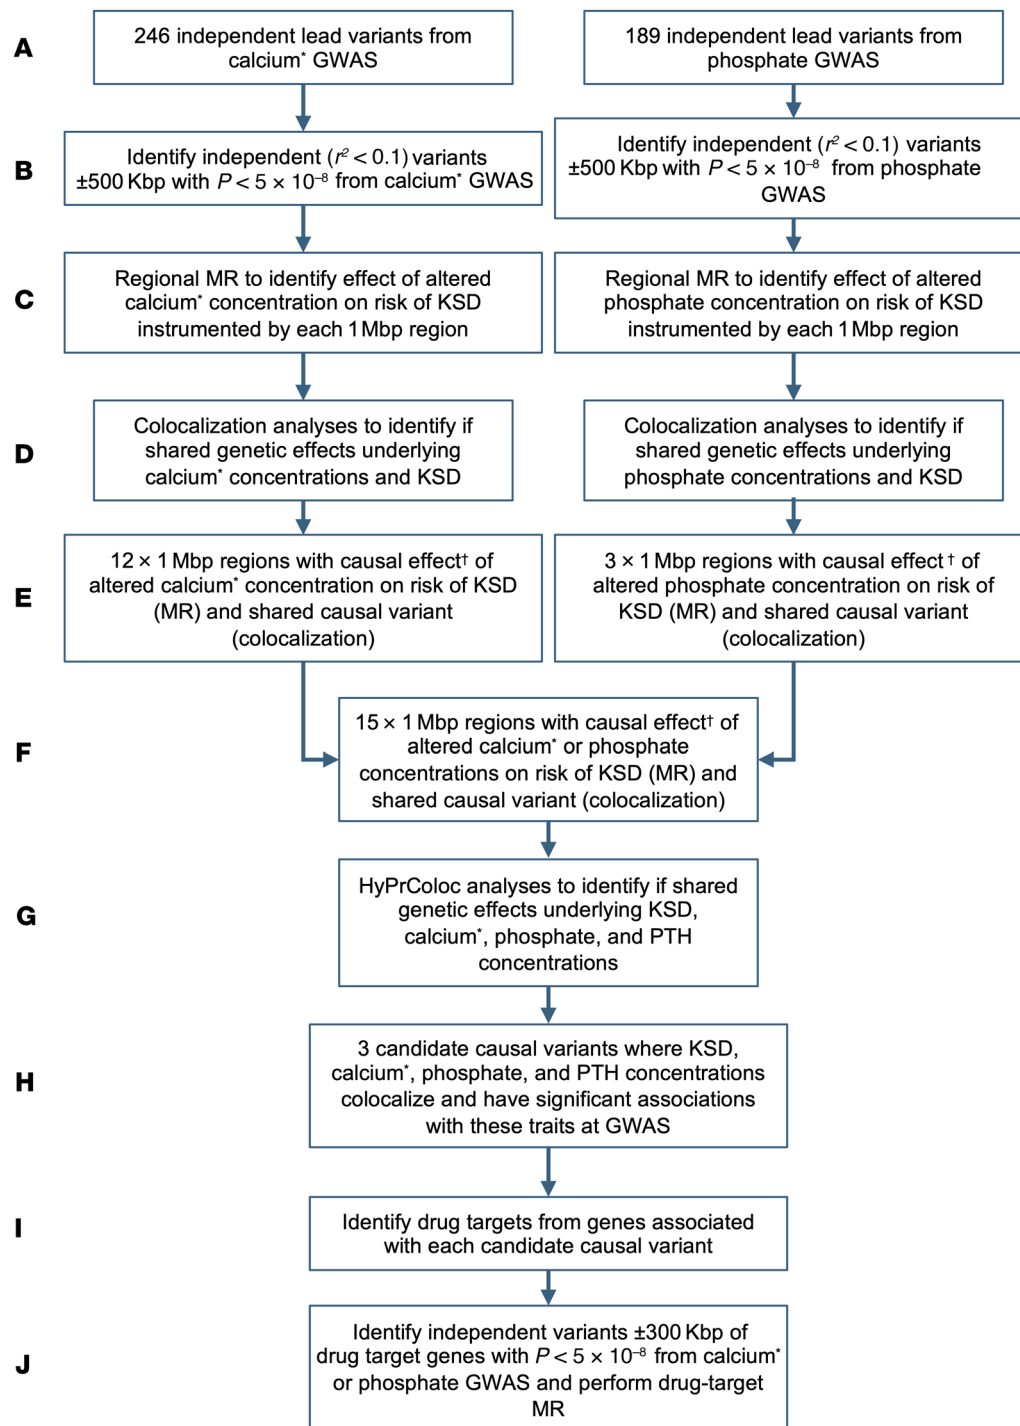 A
246 independent lead variants from
calcium* GWAS
189 independent lead variants from
phosphate GWAS
B
Identify independent (r² < 0.1) variants
±500 Kbp with P < 5 × 10⁻⁸ from calcium* GWAS
Identify independent (r² < 0.1) variants
±500 Kbp with P < 5 × 10⁻⁸ from phosphate
GWAS
C
Regional MR to identify effect of altered
calcium* concentration on risk of KSD
instrumented by each 1 Mbp region
Regional MR to identify effect of altered
phosphate concentration on risk of KSD
instrumented by each 1 Mbp region
D
Colocalization analyses to identify if
shared genetic effects underlying
calcium* concentrations and KSD
Colocalization analyses to identify if
shared genetic effects underlying
phosphate concentrations and KSD
E
12 × 1 Mbp regions with causal effect† of
altered calcium* concentration on risk of KSD
(MR) and shared causal variant
(colocalization)
3 × 1 Mbp regions with causal effect † of
altered phosphate concentration on risk of
KSD (MR) and shared causal variant
(colocalization)
F
15 × 1 Mbp regions with causal effect† of
altered calcium* or phosphate
concentrations on risk of KSD (MR) and
shared causal variant (colocalization)
G
HyPrColoc analyses to identify if shared
genetic effects underlying KSD,
calcium*, phosphate, and PTH
concentrations
H
3 candidate causal variants where KSD,
calcium*, phosphate, and PTH concentrations
colocalize and have significant associations
with these traits at GWAS
I
Identify drug targets from genes associated
with each candidate causal variant
J
Identify independent variants ±300 Kbp of
drug target genes with P < 5 × 10⁻⁸ from calcium*
or phosphate GWAS and perform drug-target
MR